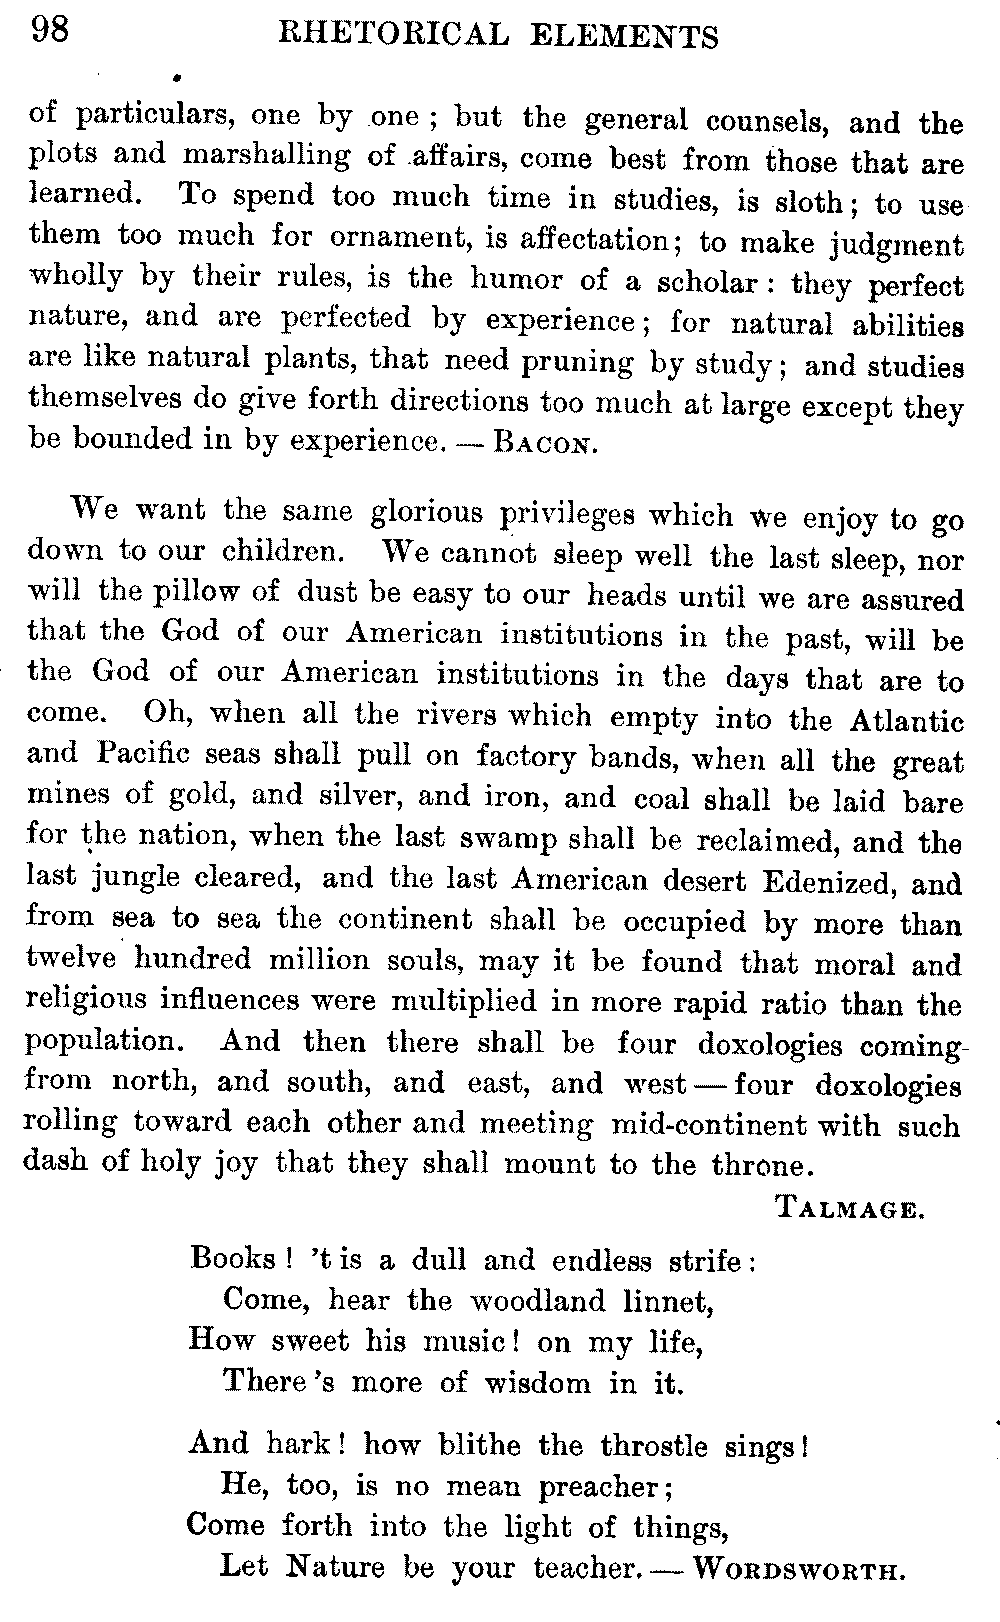 98 RHETORICAL ELEMENTS
of particulars, one by one ; but the general counsels, and the
plots and marshalling of affairs, come best from those that are
learned. To spend too much time in studies, is sloth ; to use
them too much for ornament, is affectation ; to make judgment
wholly by their rules, is the humor of a scholar : they perfect
nature, and are perfected by experience ; for natural abilities
are like natural plants, that need pruning by study ; and studies
themselves do give forth directions too much at large except they
be bounded in by experience. — BACON.
We want the same glorious privileges which we enjoy to go
down to our children. We cannot sleep well the last sleep, nor
will the pillow of dust be easy to our heads until we are assured
that the God of our American institutions in the past, will be
the God of our American institutions in the days that are to
come. Oh, when all the rivers which empty into the Atlantic
and Pacific seas shall pull on factory bands, when all the great
mines of gold, and silver, and iron, and coal shall be laid bare
for the nation, when the last swamp shall be reclaimed, and the
last jungle cleared, and the last American desert Edenized, and
from sea to sea the continent shall be occupied by more than
twelve hundred million souls, may it be found that moral and
religious influences were multiplied in more rapid ratio than the
population. And then there shall be four doxologies coming
from north, and south, and east, and west — four doxologies
rolling toward each other and meeting mid-continent with such
dash of holy joy that they shall mount to the throne.
TALMAGE.
Books ! 't is a dull and endless strife :
Come, hear the woodland linnet,
How sweet his music ! on my life,
There 's more of wisdom in it.
And hark ! how blithe the throstle sings !
He, too, is no mean preacher ;
Come forth into the light of things,
Let Nature be your teacher. — WORDSWORTH.